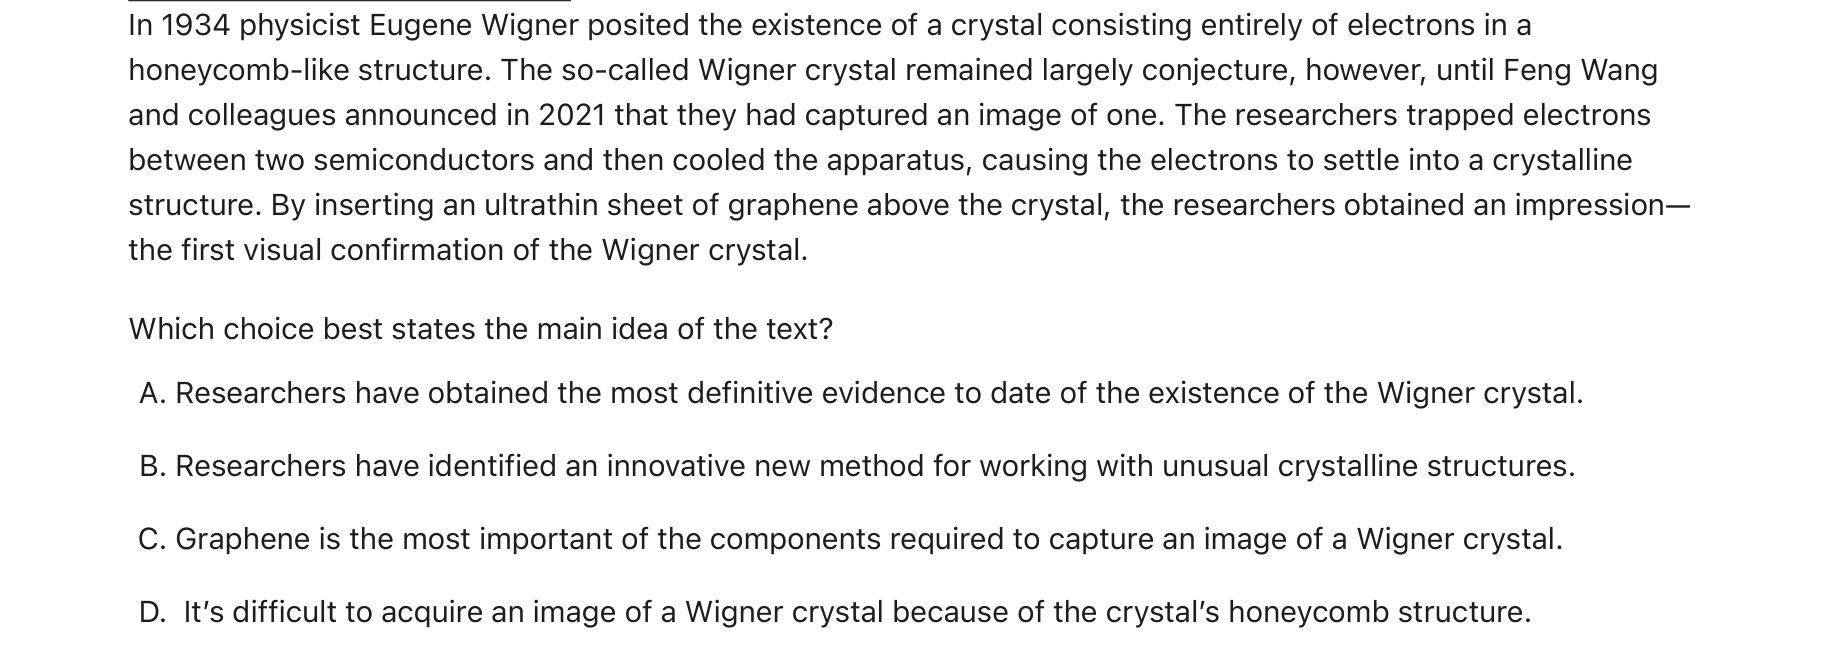 In 1934 physicist Eugene Wigner posited the existence of a crystal consisting entirely of electrons in a
honeycomb-like structure. The so-called Wigner crystal remained largely conjecture, however, until Feng Wang
and colleagues announced in 2021 that they had captured an image of one. The researchers trapped electrons
between two semiconductors and then cooled the apparatus, causing the electrons to settle into a crystalline
structure. By inserting an ultrathin sheet of graphene above the crystal, the researchers obtained an impression—
the first visual confirmation of the Wigner crystal.
Which choice best states the main idea of the text?
A. Researchers have obtained the most definitive evidence to date of the existence of the Wigner crystal.
B. Researchers have identified an innovative new method for working with unusual crystalline structures.
C. Graphene is the most important of the components required to capture an image of a Wigner crystal.
D. It’s difficult to acquire an image of a Wigner crystal because of the crystal’s honeycomb structure.